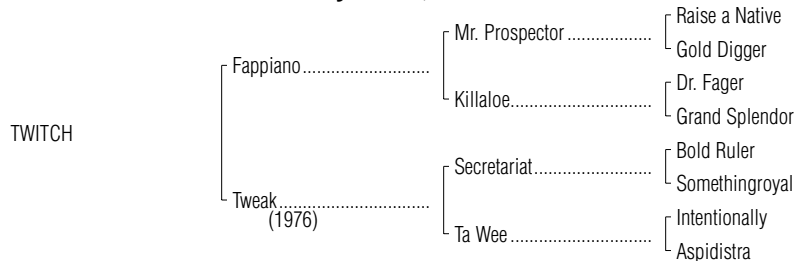 Raise a Native
Mr. Prospector ..................
Gold Digger
Fappiano...........................
Dr. Fager
Killaloe..............................
Grand Splendor
TWITCH
Bold Ruler
Secretariat.........................
Somethingroyal
Tweak................................
(1976)
Intentionally
Ta Wee ..............................
Aspidistra